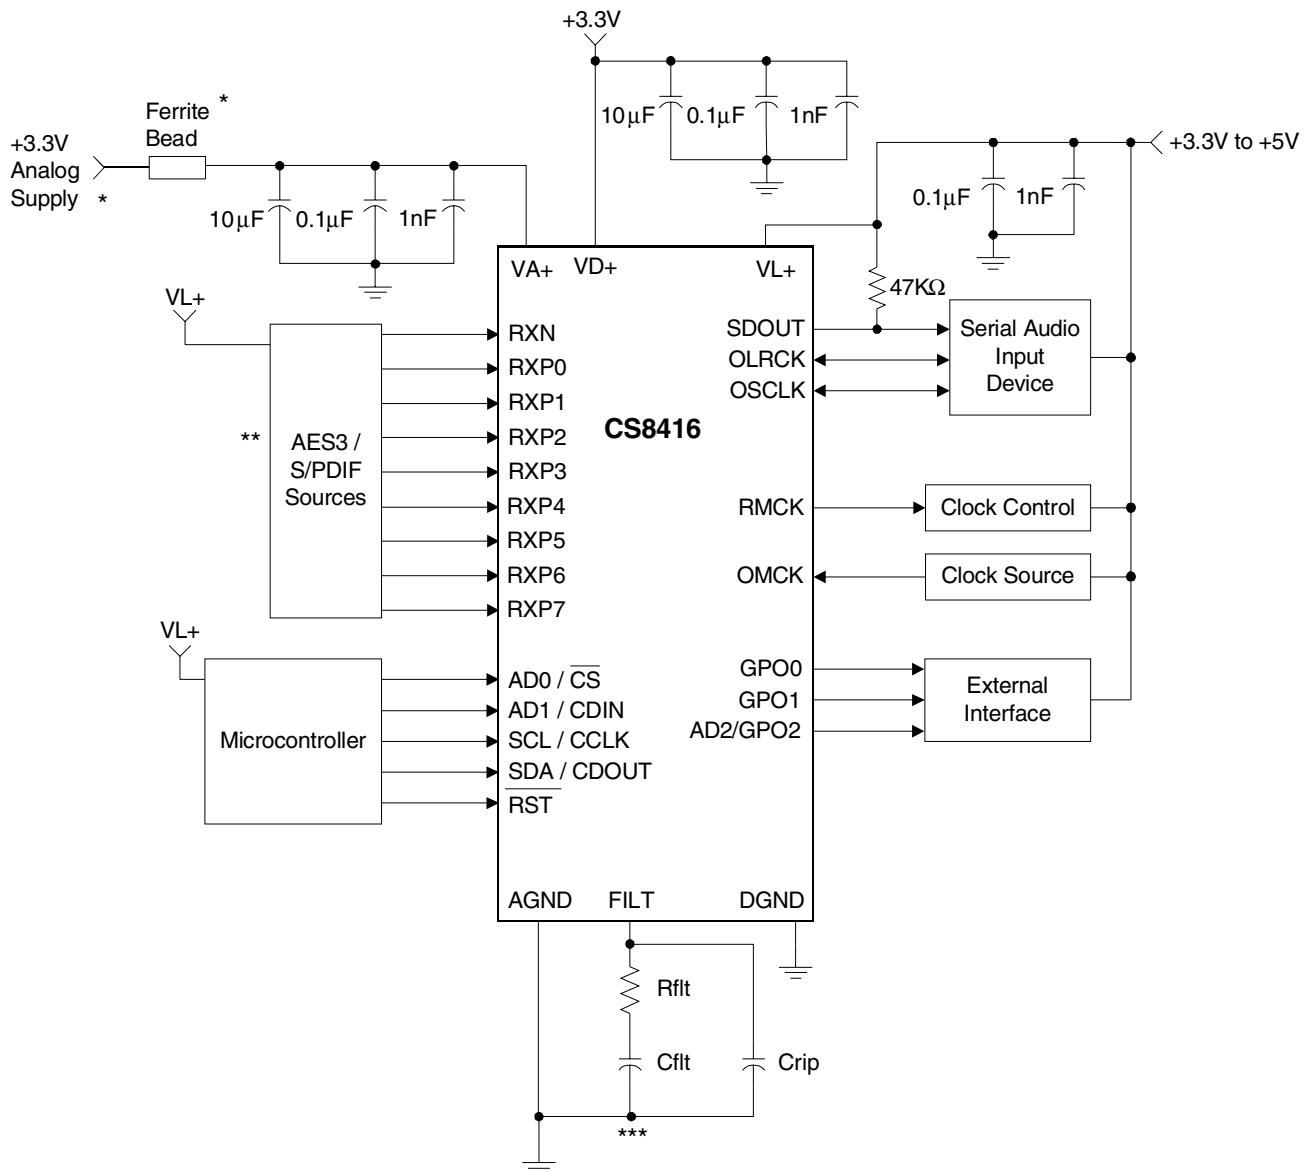 +3.3V
10µF
0.1µF
1nF
Ferrite *
Bead
+3.3V
Analog
Supply *
10µF
0.1µF
1nF
+3.3V to +5V
0.1µF
1nF
47KΩ
VA+
VD+
VL+
CS8416
VL+
**
AES3 /
S/PDIF
Sources
RXN
RXP0
RXP1
RXP2
RXP3
RXP4
RXP5
RXP6
RXP7
VL+
Microcontroller
AD0 / CS
AD1 / CDIN
SCL / CCLK
SDA / CDOUT
RST
SDOUT
OLRCK
OSCLK
Serial Audio
Input
Device
RMCK
Clock Control
OMCK
Clock Source
GPO0
GPO1
AD2/GPO2
External
Interface
AGND
FILT
DGND
Rflt
Cflt
Crip
***